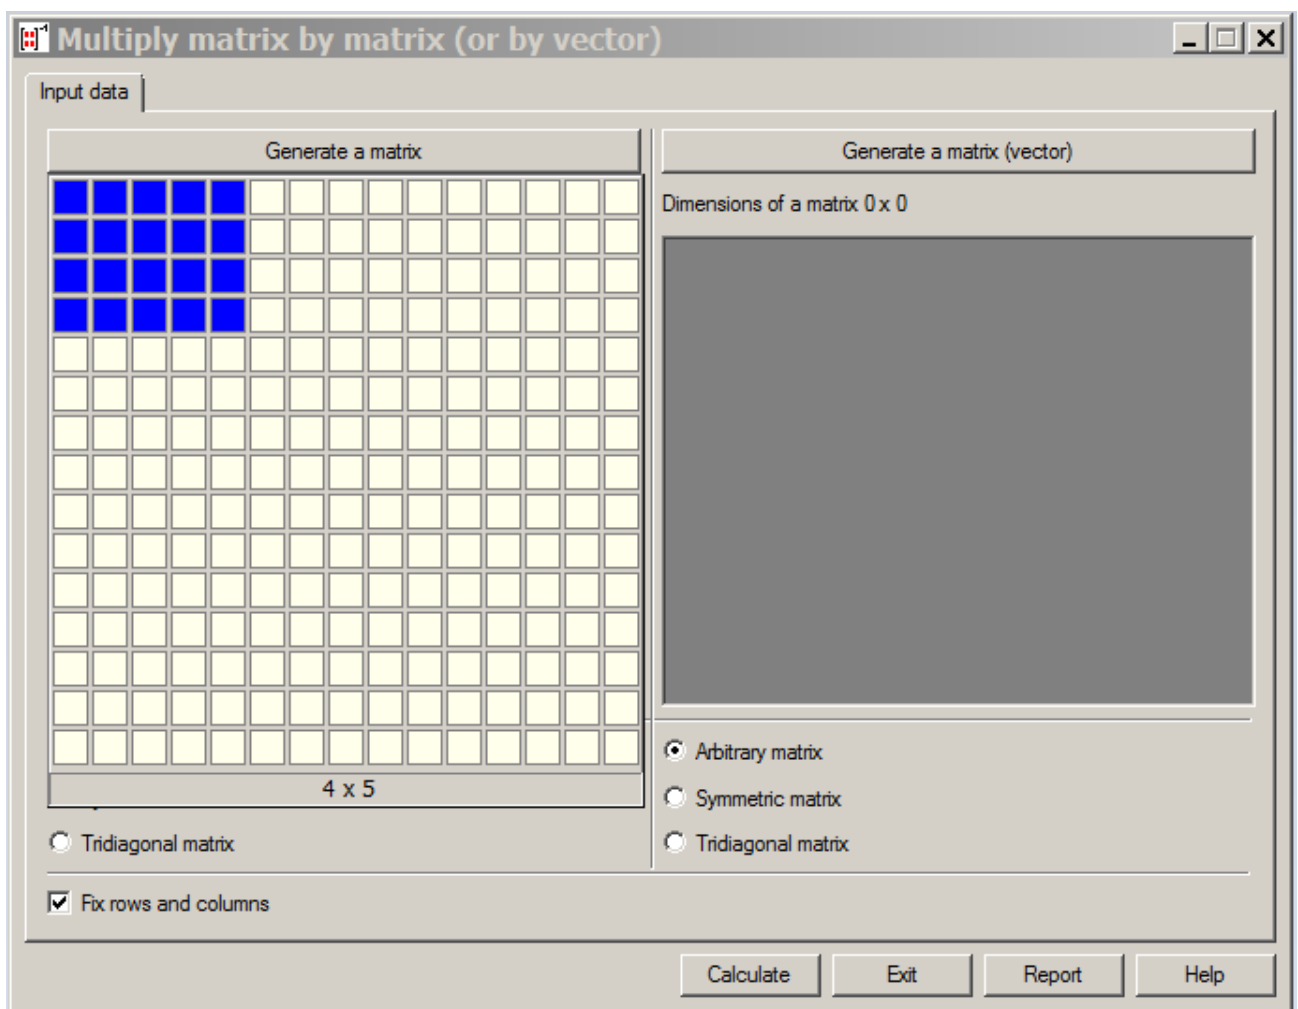 Multiply matrix by matrix (or by vector)
Input data
Generate a matrix
Generate a matrix (vector)
Dimensions of a matrix 0 x 0
4 x 5
Tridiagonal matrix
Arbitrary matrix
Symmetric matrix
Tridiagonal matrix
Fix rows and columns
Calculate
Exit
Report
Help